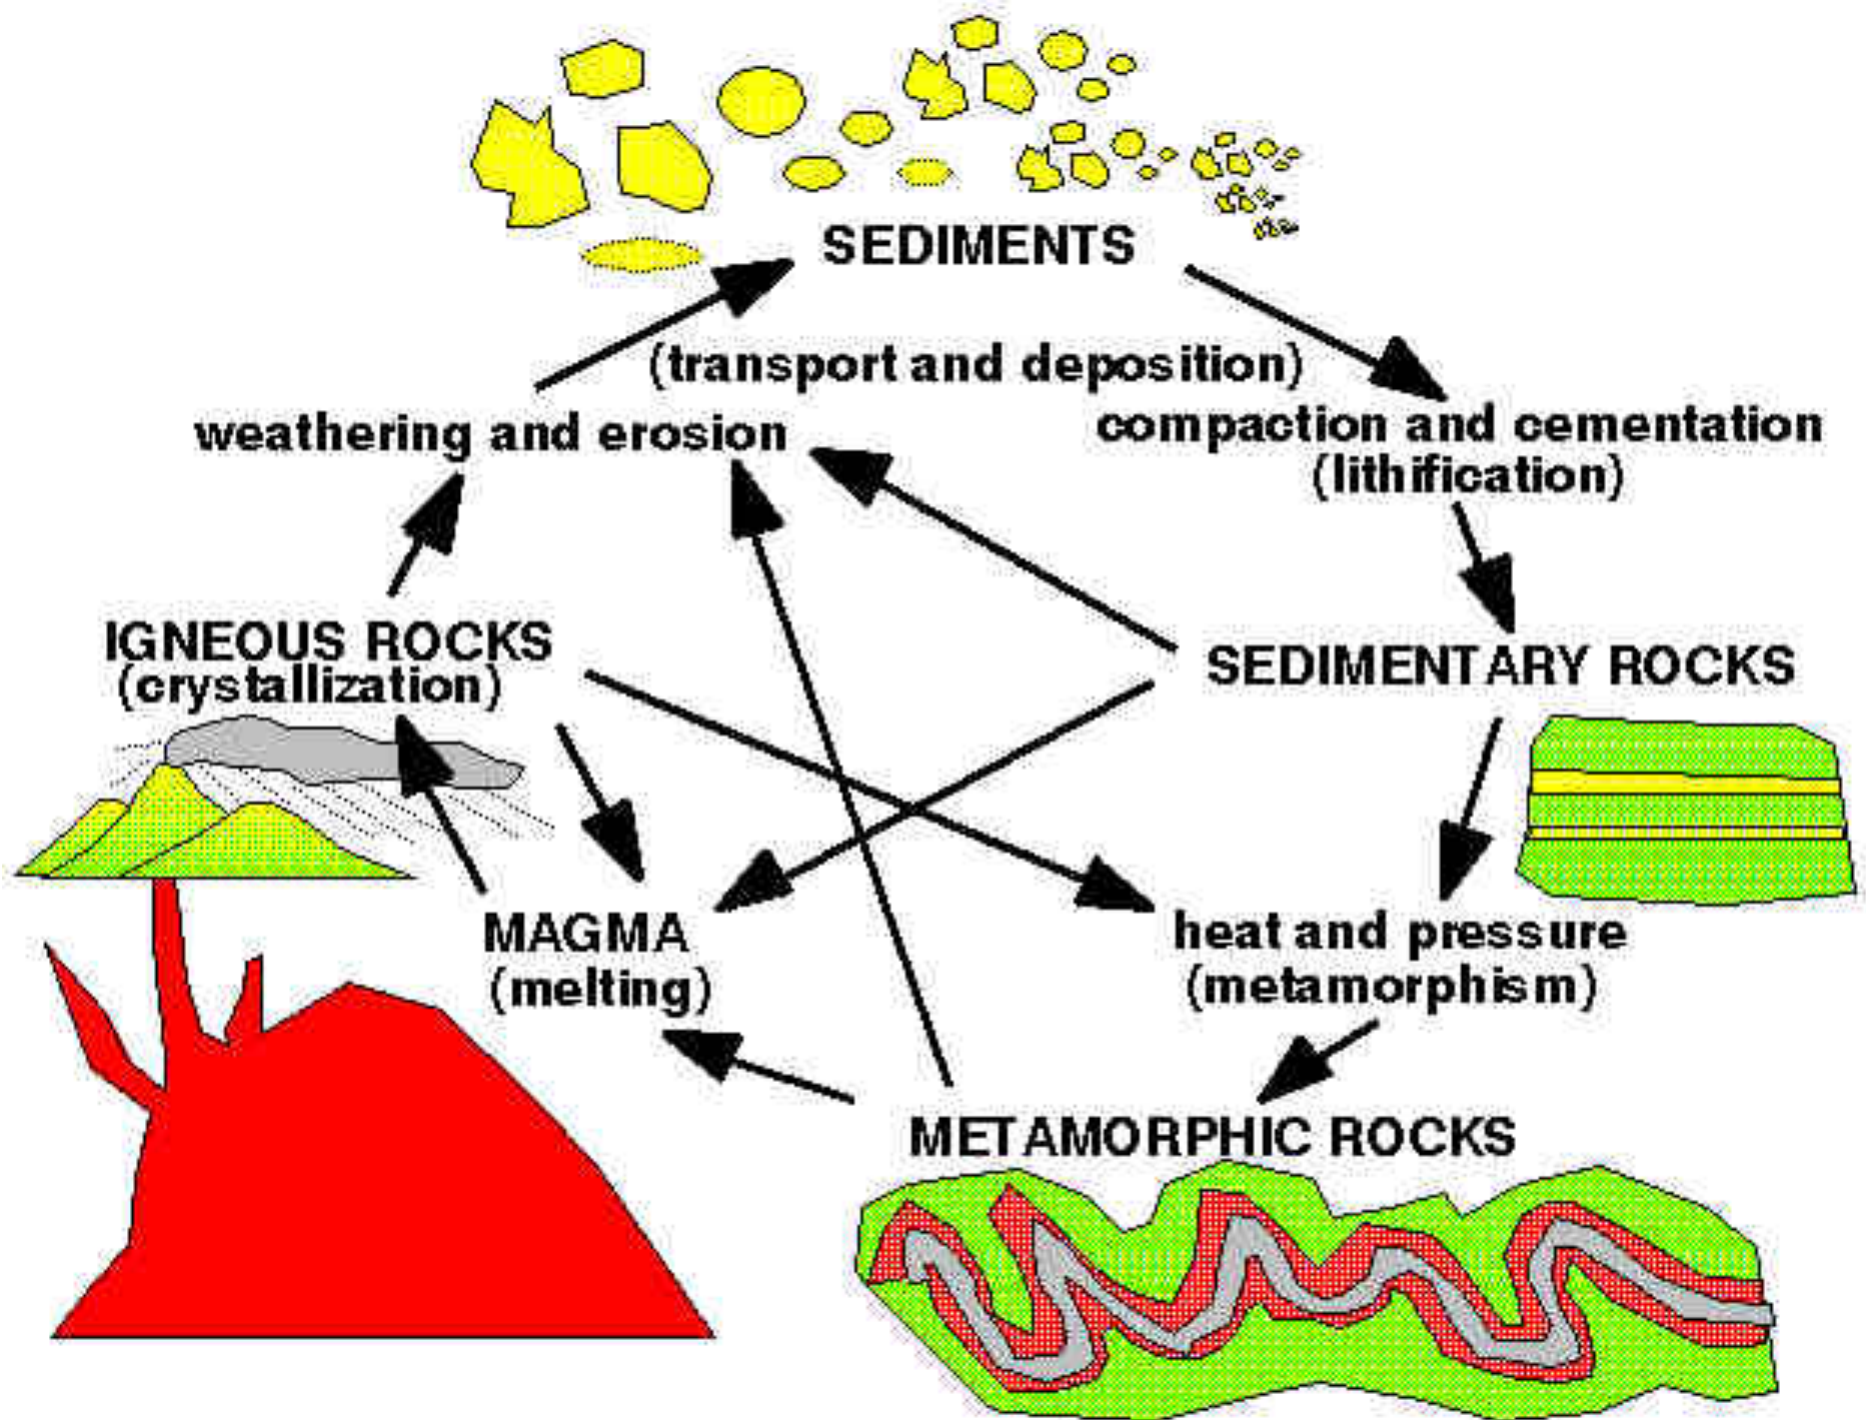 SEDIMENTS
(transport and deposition)
weathering and erosion
compaction and cementation
(lithification)
IGNEOUS ROCKS
(crystallization)
SEDIMENTARY ROCKS
MAGMA
(melting)
heat and pressure
(metamorphism)
METAMORPHIC ROCKS